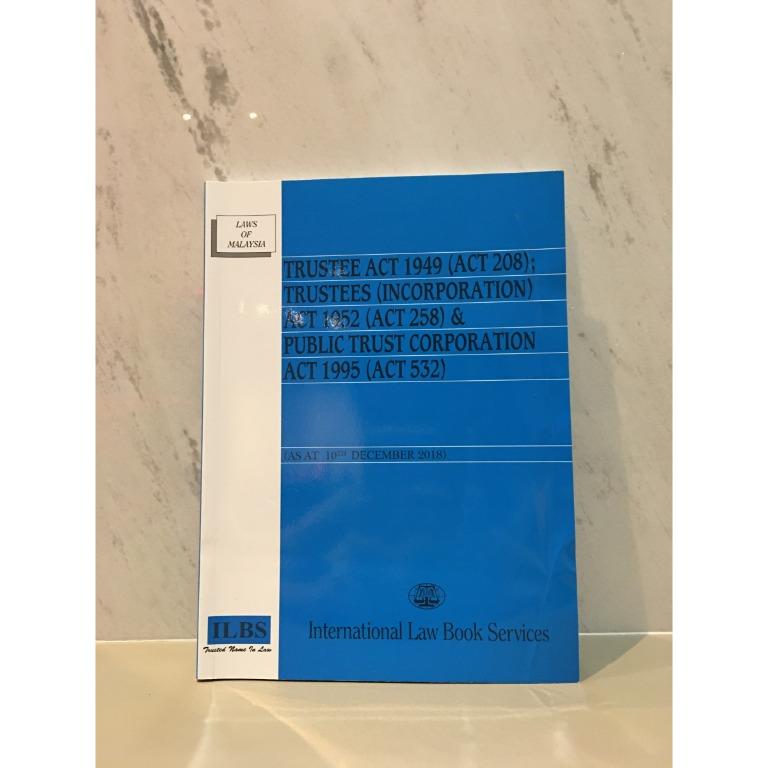 LAWS
OF
MALAYSIA
TRUSTEE ACT 1949 (ACT 208);
TRUSTEES (INCORPORATION)
ACT 1952 (ACT 258) &
PUBLIC TRUST CORPORATION
ACT 1995 (ACT 532)
(AS AT 10TH DECEMBER 2018)
International Law Book Services
ILBS
Trusted Name In Law